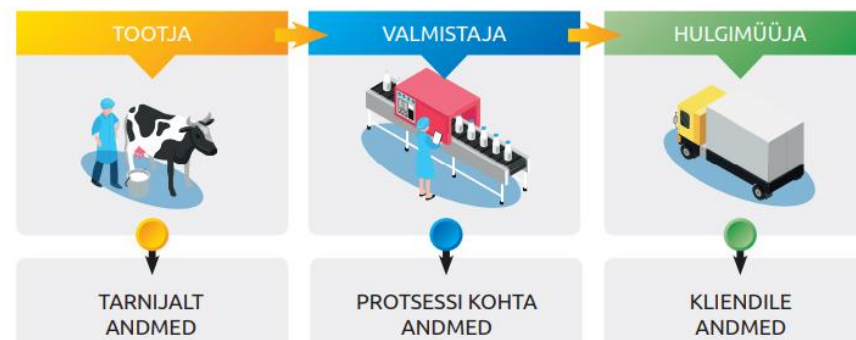 TOOTJA
VALMISTAJA
HULGIMÜÜJA
TARNIJALT
ANDMED
PROTSESSI KOHTA
ANDMED
KLIENDILE
ANDMED